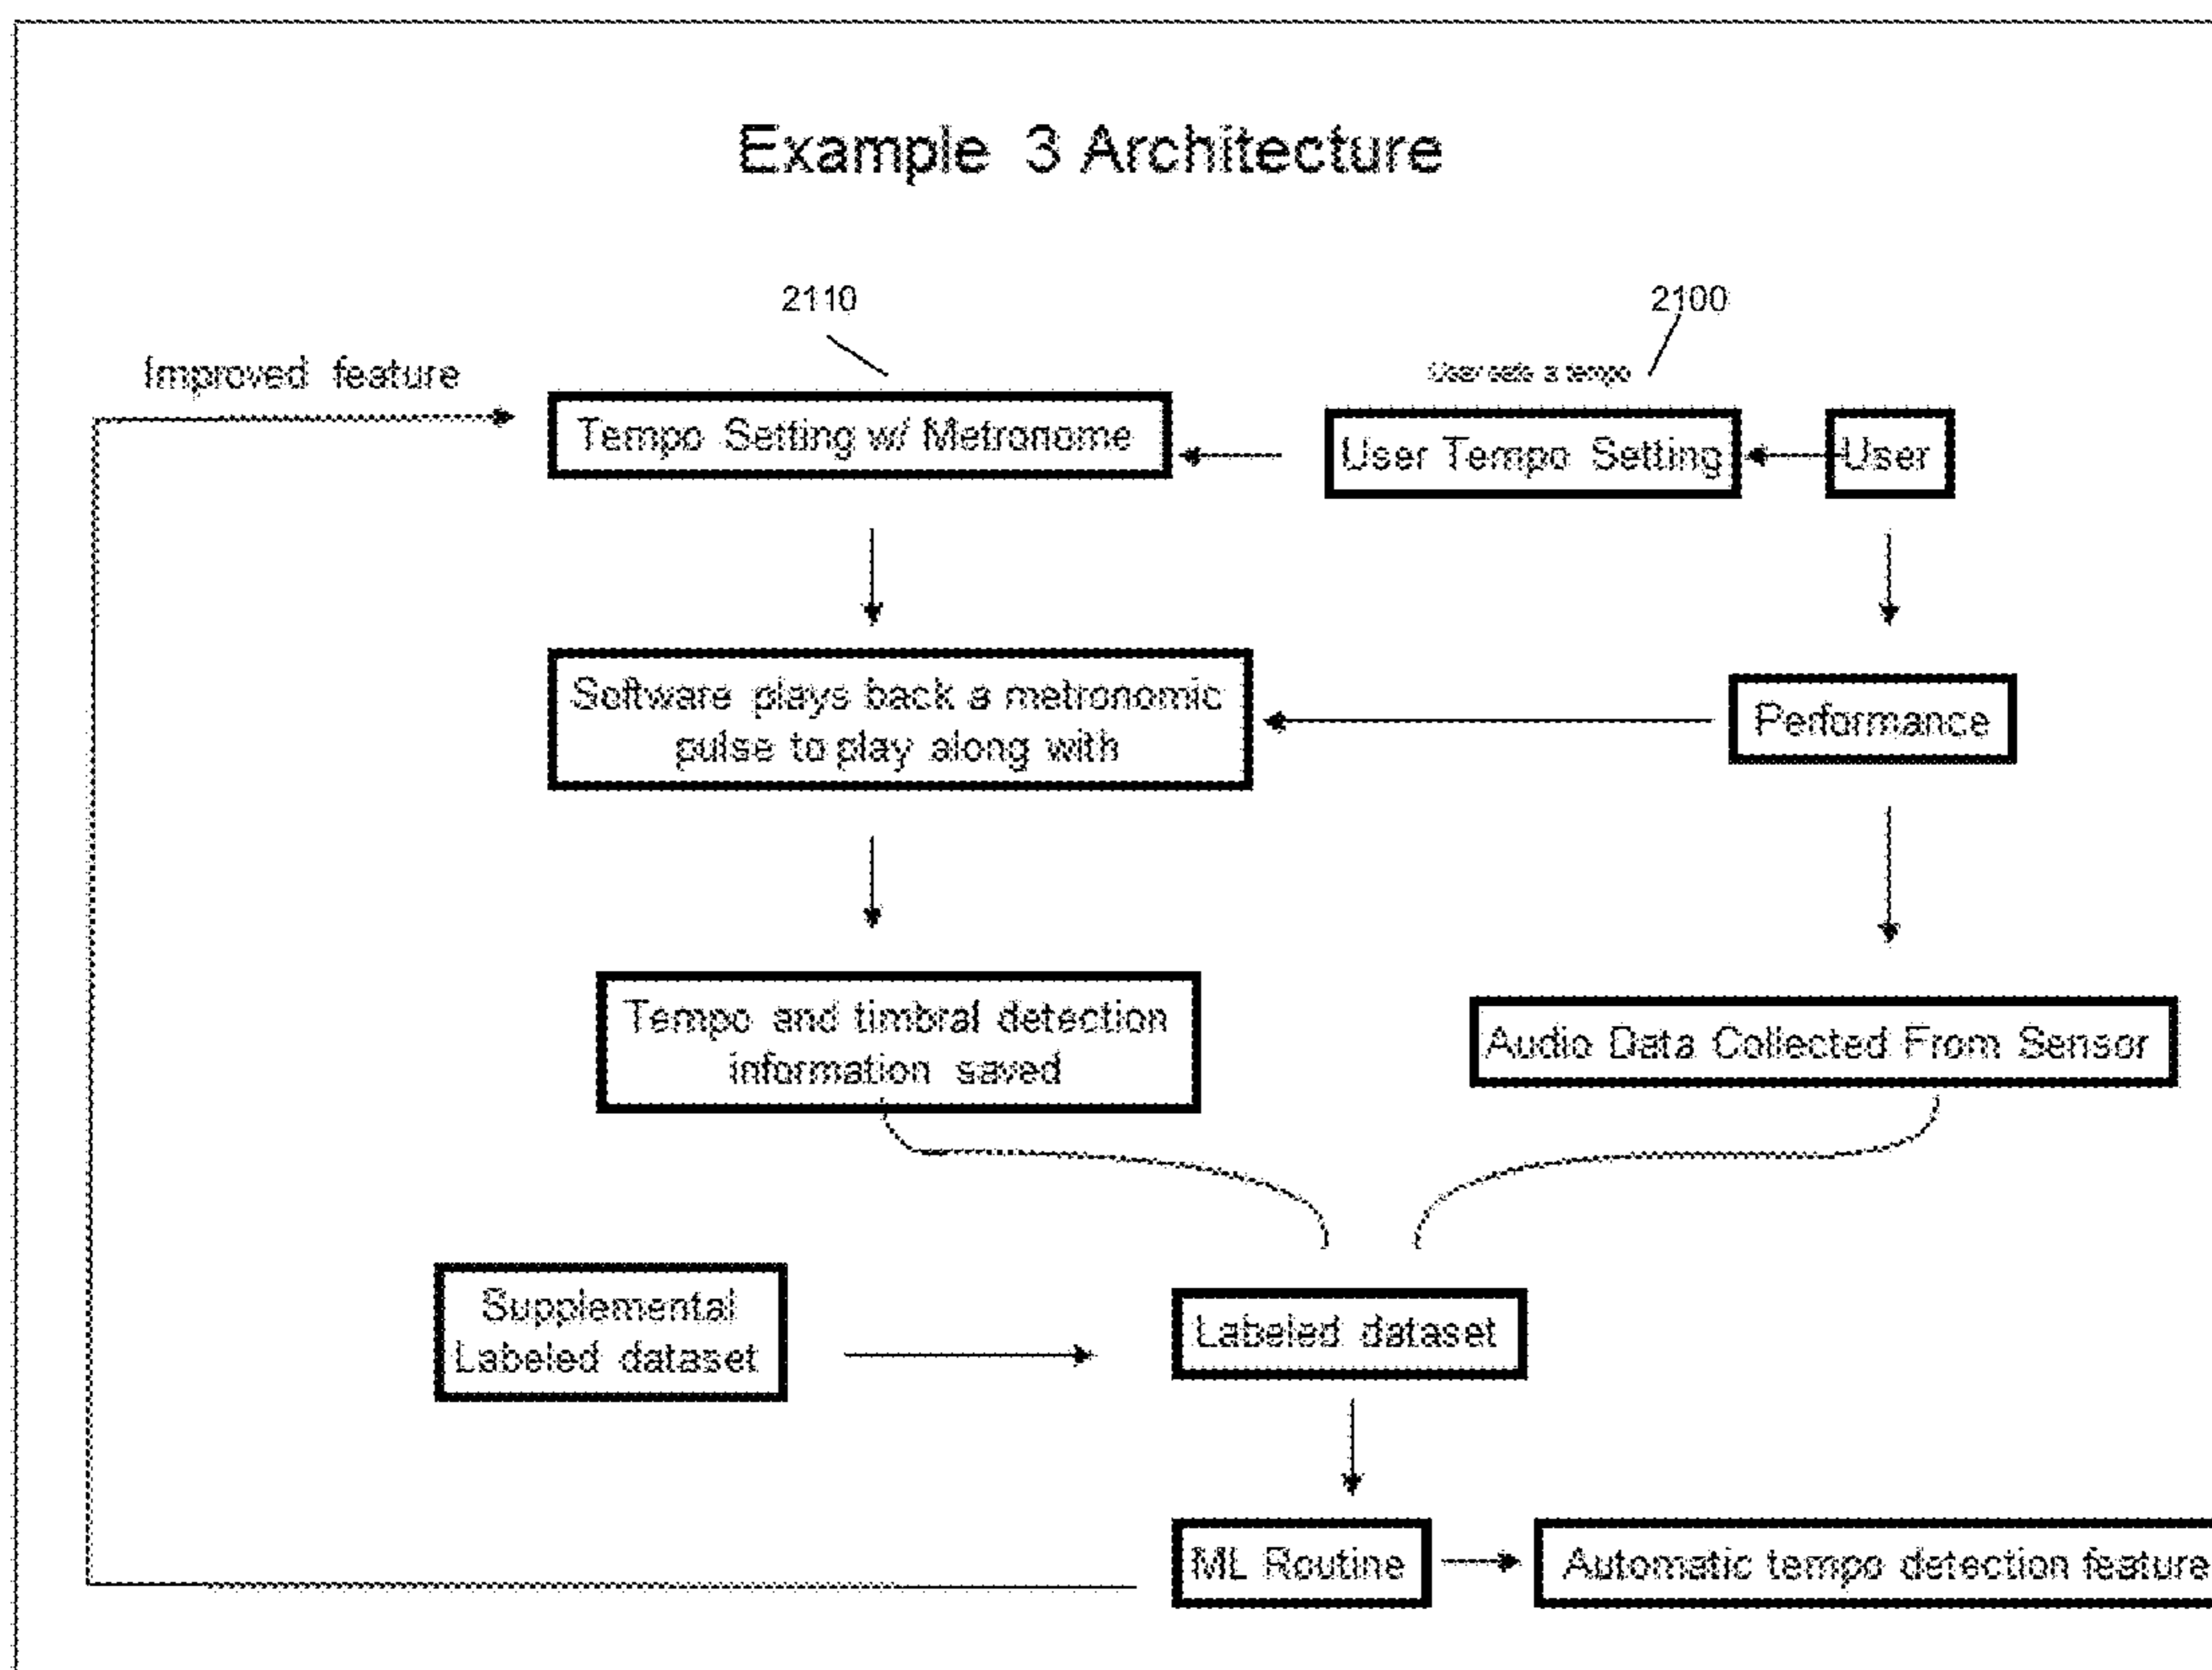 Example 3 Architecture
2110
2100
Improved feature
User sets a tempo
Tempo Setting w/ Metronome
User Tempo Setting
User
Software plays back a metronomic
pulse to play along with
Performance
Tempo and timbral detection
information saved
Audio Data Collected From Sensor
Supplemental
Labeled dataset
Labeled dataset
ML Routine
Automatic tempo detection feature